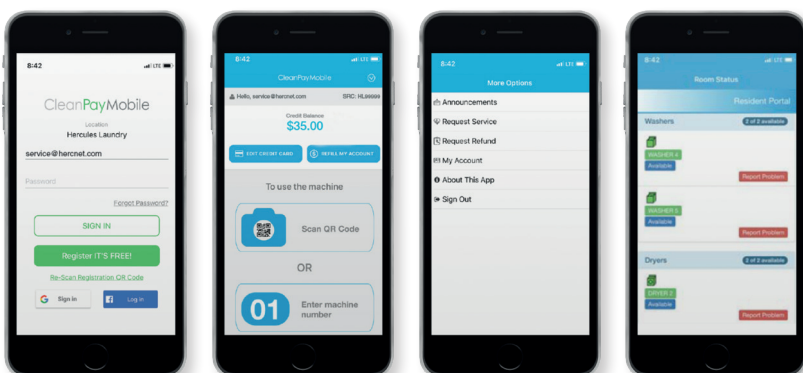 8:42
LTE
CleanPayMobile
Location
Hercules Laundry
service@hercnet.com
Password
Forgot Password?
SIGN IN
Register IT'S FREE!
Re-Scan Registration QR Code
G Sign in
f Log in
8:42
LTE
CleanPayMobile
Hello, service@hercnet.com
SRC:
Credit Balance
$35.00
EDIT CREDIT CARD
REFILL MY ACCOUNT
To use the machine
Scan QR Code
OR
01
Enter machine
number
8:42
LTE
More Options
Announcements
Request Service
Request Refund
My Account
About This App
Sign Out
8:42
LTE
Room Status
Resident Portal
Washers
2 of 2 available
WASHER 4
Available
Report Problem
WASHER 5
Available
Report Problem
Dryers
2 of 2 available
DRYER 2
Available
Report Problem